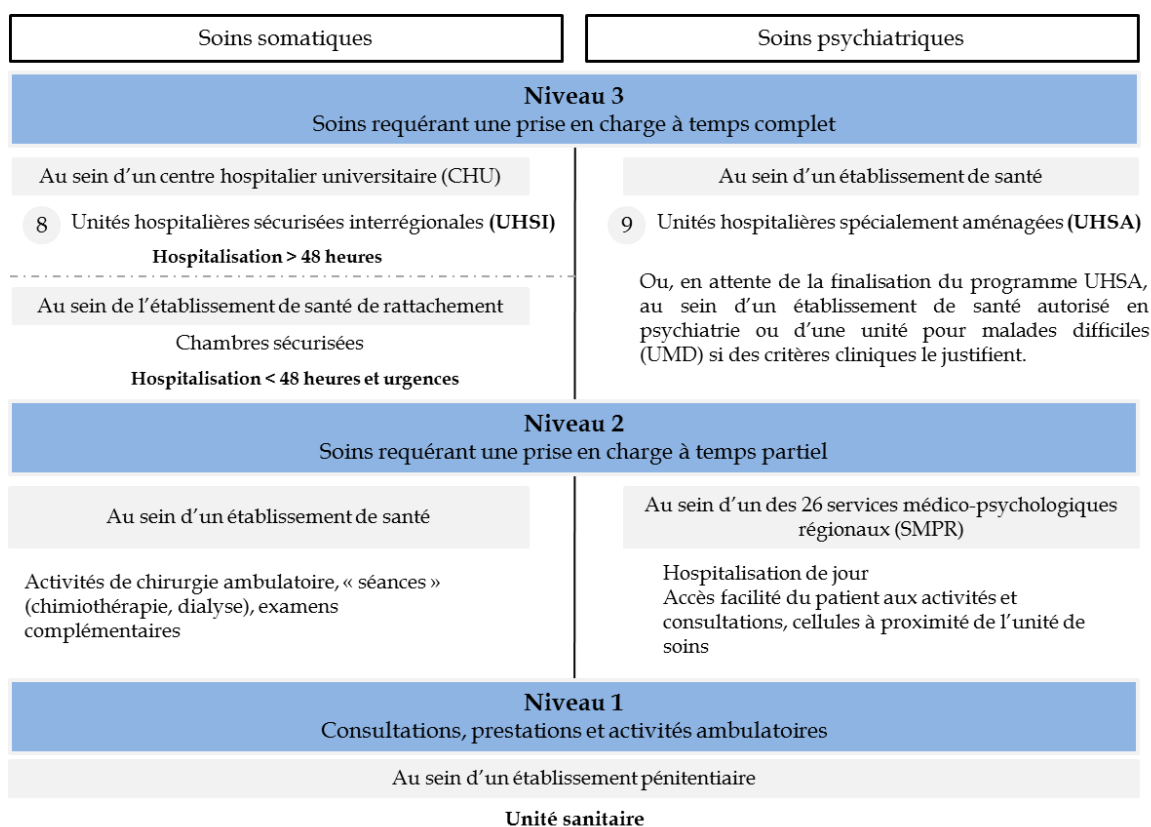 Soins somatiques
Soins psychiatriques
Niveau 3
Soins requérant une prise en charge à temps complet
Au sein d'un centre hospitalier universitaire (CHU)
8 Unités hospitalières sécurisées interrégionales (UHSI)
Hospitalisation > 48 heures
Au sein de l'établissement de santé de rattachement
Chambres sécurisées
Hospitalisation < 48 heures et urgences
Au sein d'un établissement de santé
9 Unités hospitalières spécialement aménagées (UHSA)
Ou, en attente de la finalisation du programme UHSA,
au sein d'un établissement de santé autorisé en
psychiatrie ou d'une unité pour malades difficiles
(UMD) si des critères cliniques le justifient.
Niveau 2
Soins requérant une prise en charge à temps partiel
Au sein d'un établissement de santé
Activités de chirurgie ambulatoire, « séances »
(chimiothérapie, dialyse), examens
complémentaires
Au sein d'un des 26 services médico-psychologiques
régionaux (SMPR)
Hospitalisation de jour
Accès facilité du patient aux activités et
consultations, cellules à proximité de l'unité de
soins
Niveau 1
Consultations, prestations et activités ambulatoires
Au sein d'un établissement pénitentiaire
Unité sanitaire